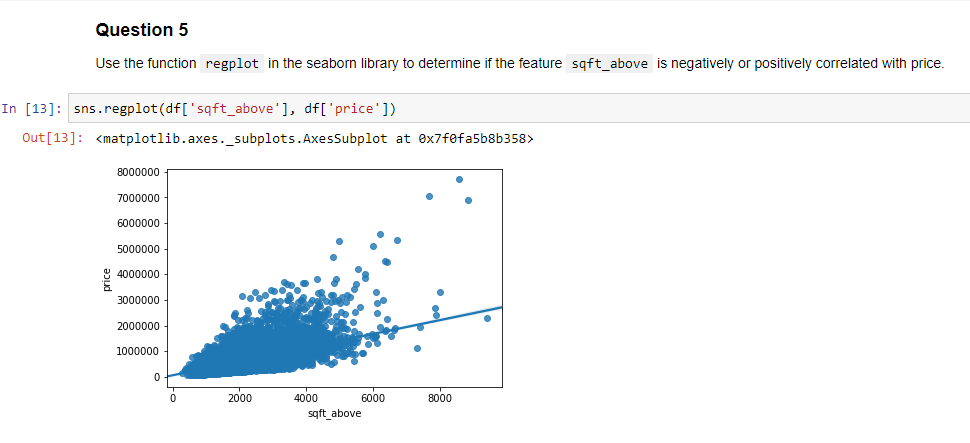 Question 5
Use the function regplot in the seaborn library to determine if the feature sqft_above is negatively or positively correlated with price.
In [13]: sns.regplot(df['sqft_above'], df['price'])
Out[13]: <matplotlib.axes._subplots.AxesSubplot at 0x7f0fa5b8b358>
8000000
7000000
6000000
5000000
4000000
3000000
2000000
1000000
0
price
0 2000 4000 6000 8000
sqft_above